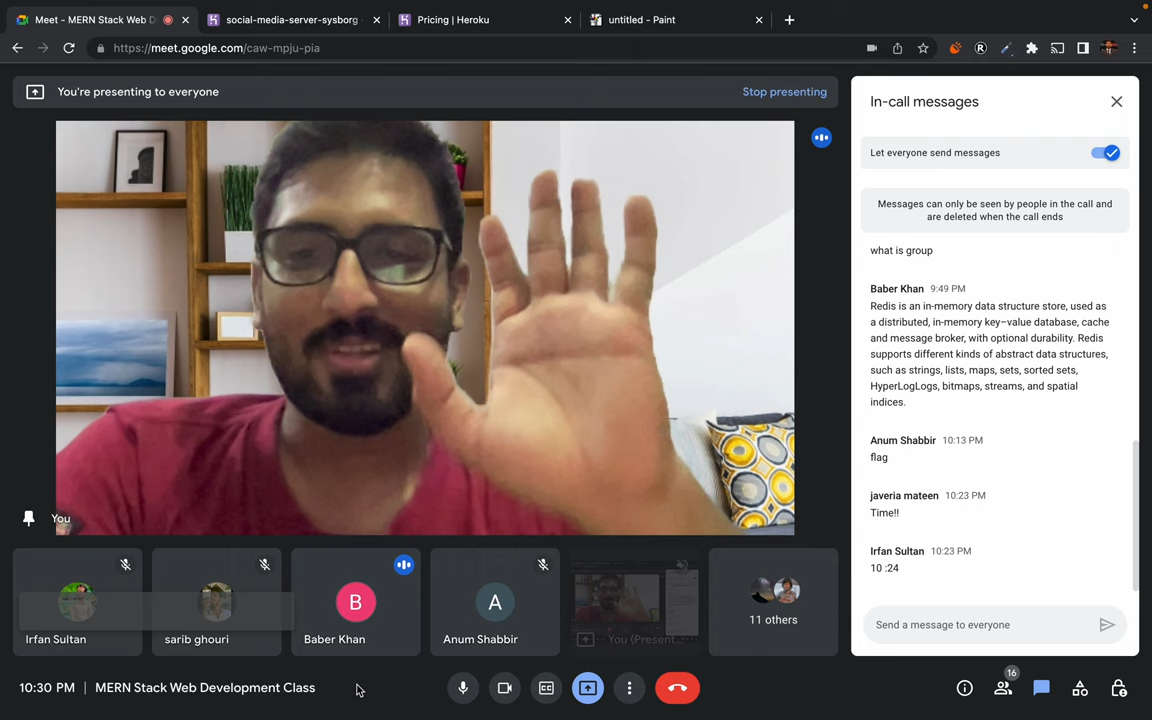 Meet - MERN Stack Web D
social-media-server-sysborg
Pricing | Heroku
untitled - Paint
https://meet.google.com/caw-mpju-pia
You're presenting to everyone
Stop presenting
You
Irfan Sultan
sarib ghouri
B
Baber Khan
A
Anum Shabbir
You (Present...
11 others
10:30 PM | MERN Stack Web Development Class
In-call messages
Let everyone send messages
Messages can only be seen by people in the call and
are deleted when the call ends
what is group
Baber Khan 9:49 PM
Redis is an in-memory data structure store, used as
a distributed, in-memory key–value database, cache
and message broker, with optional durability. Redis
supports different kinds of abstract data structures,
such as strings, lists, maps, sets, sorted sets,
HyperLogLogs, bitmaps, streams, and spatial
indices.
Anum Shabbir 10:13 PM
flag
javeria mateen 10:23 PM
Time!!
Irfan Sultan 10:23 PM
10 :24
Send a message to everyone
16